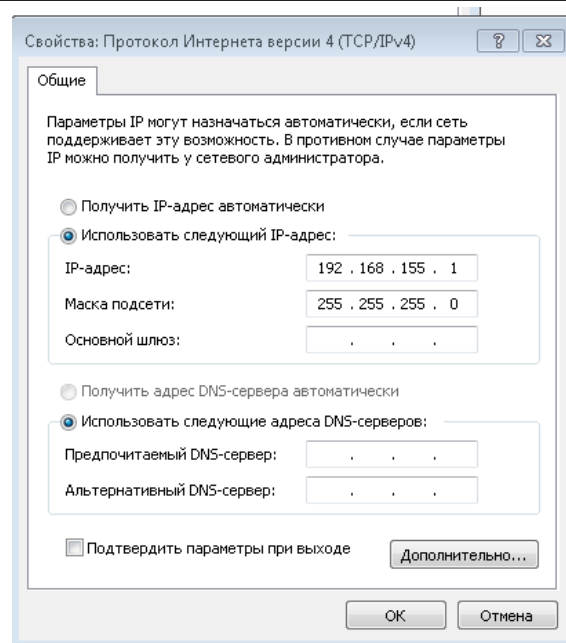 Свойства: Протокол Интернета версии 4 (TCP/IPv4)
Общие
Параметры IP могут назначаться автоматически, если сеть
поддерживает эту возможность. В противном случае параметры
IP можно получить у сетевого администратора.
Получить IP-адрес автоматически
Использовать следующий IP-адрес:
IP-адрес: 192 . 168 . 155 . 1
Маска подсети: 255 . 255 . 255 . 0
Основной шлюз: . . .
Получить адрес DNS-сервера автоматически
Использовать следующие адреса DNS-серверов:
Предпочитаемый DNS-сервер: . . .
Альтернативный DNS-сервер: . . .
Подтвердить параметры при выходе
Дополнительно...
ОК Отмена